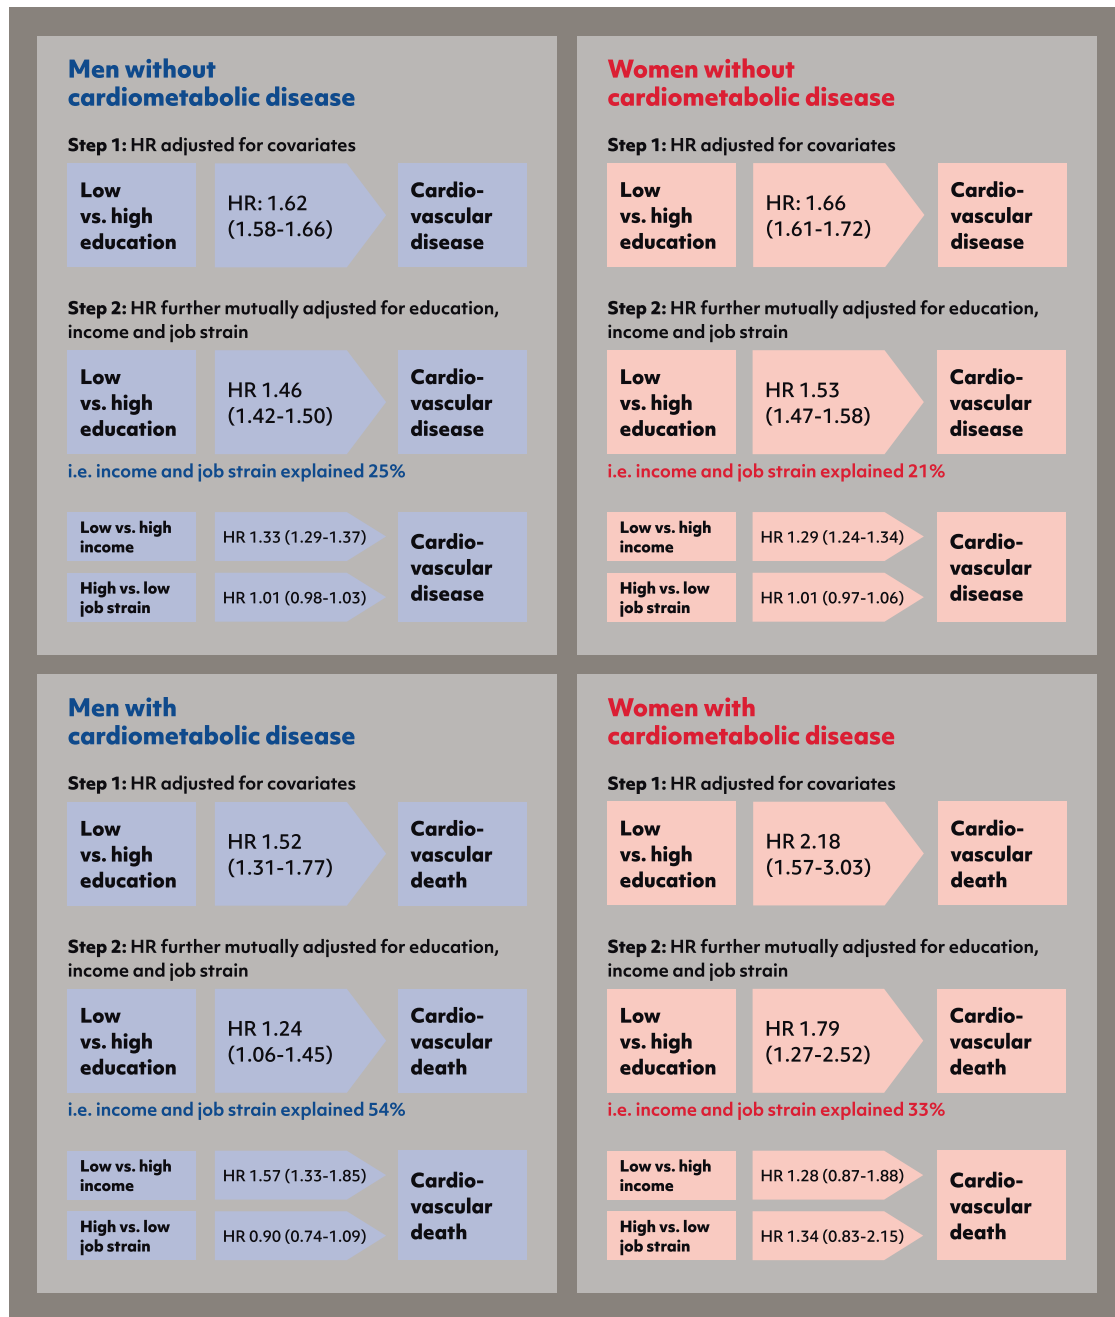 Men without
cardiometabolic disease
Step 1: HR adjusted for covariates
Low
vs. high
education
HR: 1.62
(1.58-1.66)
Cardio-
vascular
disease
Step 2: HR further mutually adjusted for education,
income and job strain
Low
vs. high
education
HR 1.46
(1.42-1.50)
Cardio-
vascular
disease
i.e. income and job strain explained 25%
Low vs. high
income
HR 1.33 (1.29-1.37)
High vs. low
job strain
HR 1.01 (0.98-1.03)
Cardio-
vascular
disease
Women without
cardiometabolic disease
Step 1: HR adjusted for covariates
Low
vs. high
education
HR: 1.66
(1.61-1.72)
Cardio-
vascular
disease
Step 2: HR further mutually adjusted for education,
income and job strain
Low
vs. high
education
HR 1.53
(1.47-1.58)
Cardio-
vascular
disease
i.e. income and job strain explained 21%
Low vs. high
income
HR 1.29 (1.24-1.34)
High vs. low
job strain
HR 1.01 (0.97-1.06)
Cardio-
vascular
disease
Men with
cardiometabolic disease
Step 1: HR adjusted for covariates
Low
vs. high
education
HR 1.52
(1.31-1.77)
Cardio-
vascular
death
Step 2: HR further mutually adjusted for education,
income and job strain
Low
vs. high
education
HR 1.24
(1.06-1.45)
Cardio-
vascular
death
i.e. income and job strain explained 54%
Low vs. high
income
HR 1.57 (1.33-1.85)
High vs. low
job strain
HR 0.90 (0.74-1.09)
Cardio-
vascular
death
Women with
cardiometabolic disease
Step 1: HR adjusted for covariates
Low
vs. high
education
HR 2.18
(1.57-3.03)
Cardio-
vascular
death
Step 2: HR further mutually adjusted for education,
income and job strain
Low
vs. high
education
HR 1.79
(1.27-2.52)
Cardio-
vascular
death
i.e. income and job strain explained 33%
Low vs. high
income
HR 1.28 (0.87-1.88)
High vs. low
job strain
HR 1.34 (0.83-2.15)
Cardio-
vascular
death